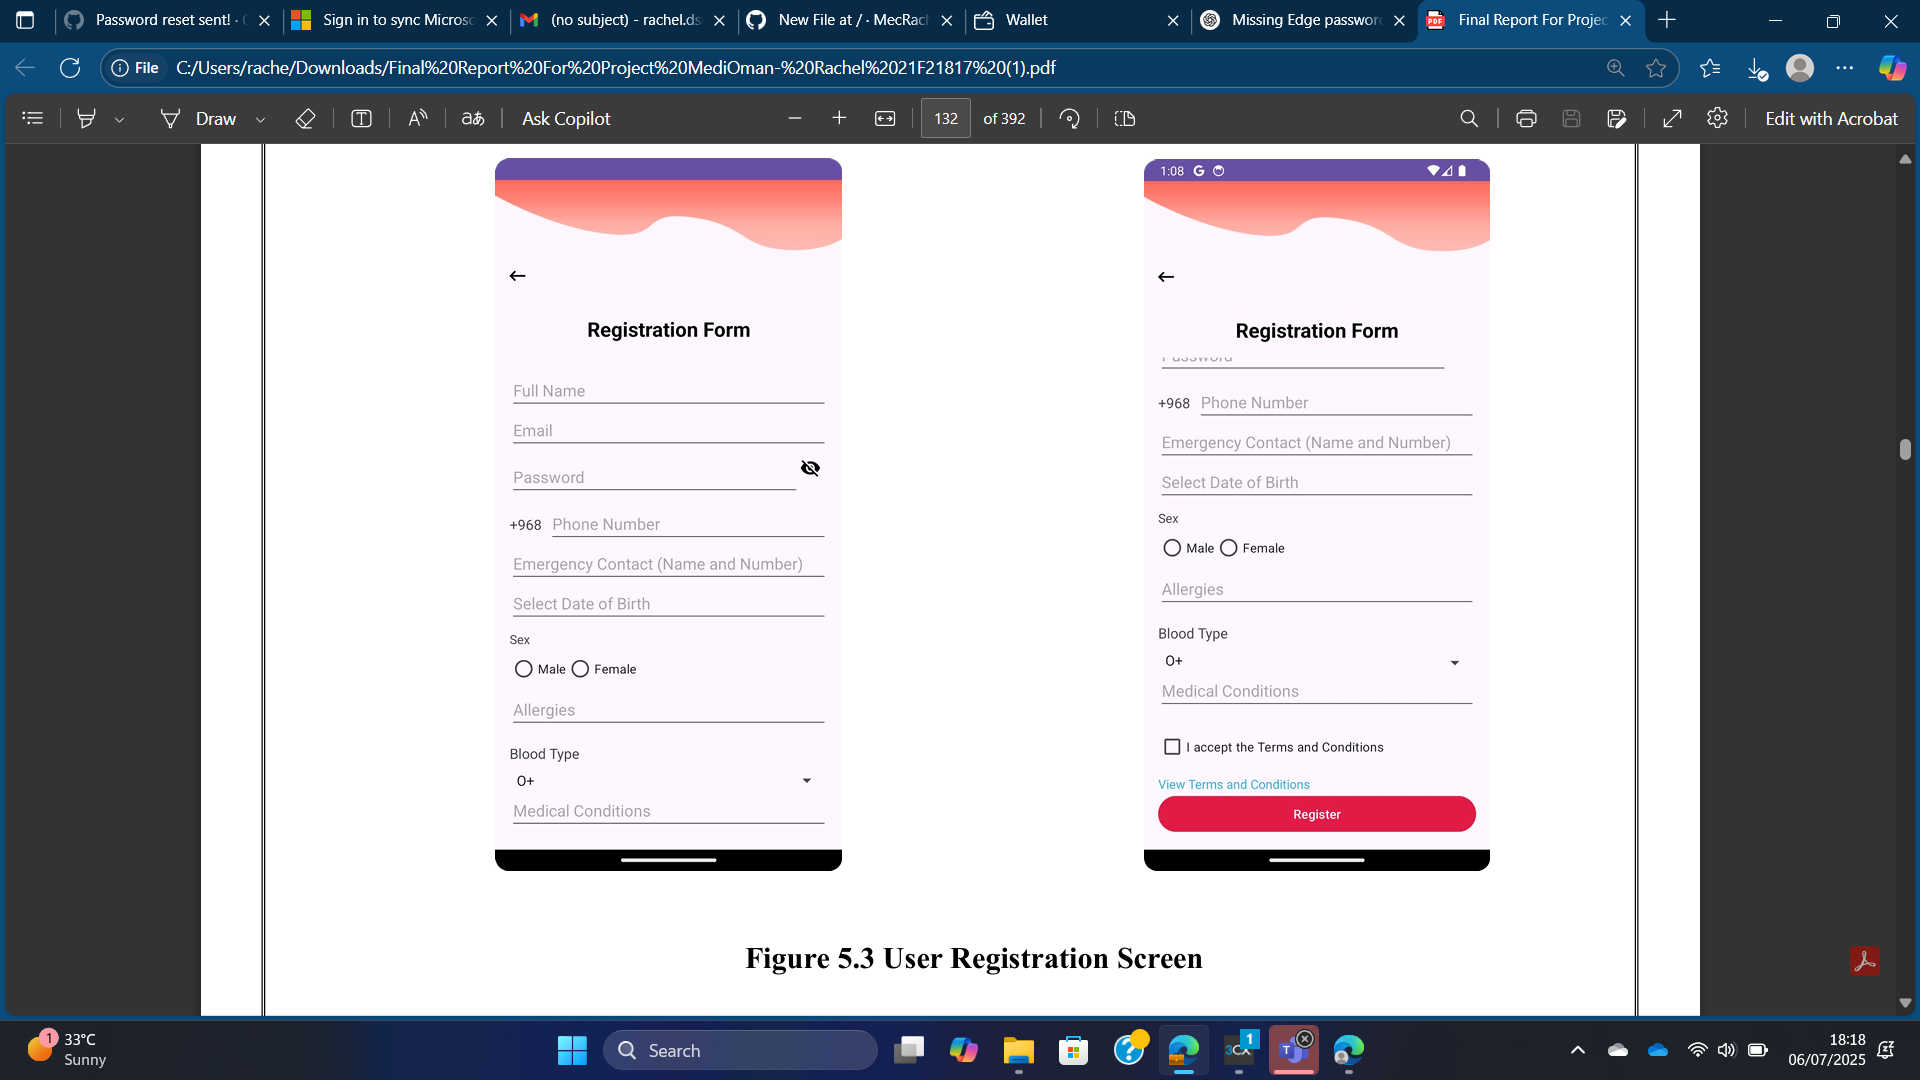 Password reset sent! ·
Sign in to sync Microso
(no subject) - rachel.ds
New File at / · MecRach
Wallet
Missing Edge passwor
Final Report For Projec
File
C:/Users/rache/Downloads/Final%20Report%20For%20Project%20MediOman-%20Rachel%2021F21817%20(1).pdf
Draw
aあ
Ask Copilot
132 of 392
Edit with Acrobat
Registration Form
Full Name
Email
Password
+968 Phone Number
Emergency Contact (Name and Number)
Select Date of Birth
Sex
Male Female
Allergies
Blood Type
O+
Medical Conditions
1:08
Registration Form
Password
+968 Phone Number
Emergency Contact (Name and Number)
Select Date of Birth
Sex
Male Female
Allergies
Blood Type
O+
Medical Conditions
I accept the Terms and Conditions
View Terms and Conditions
Register
Figure 5.3 User Registration Screen
1
33°C
Sunny
Search
3CX
1
18:18
06/07/2025